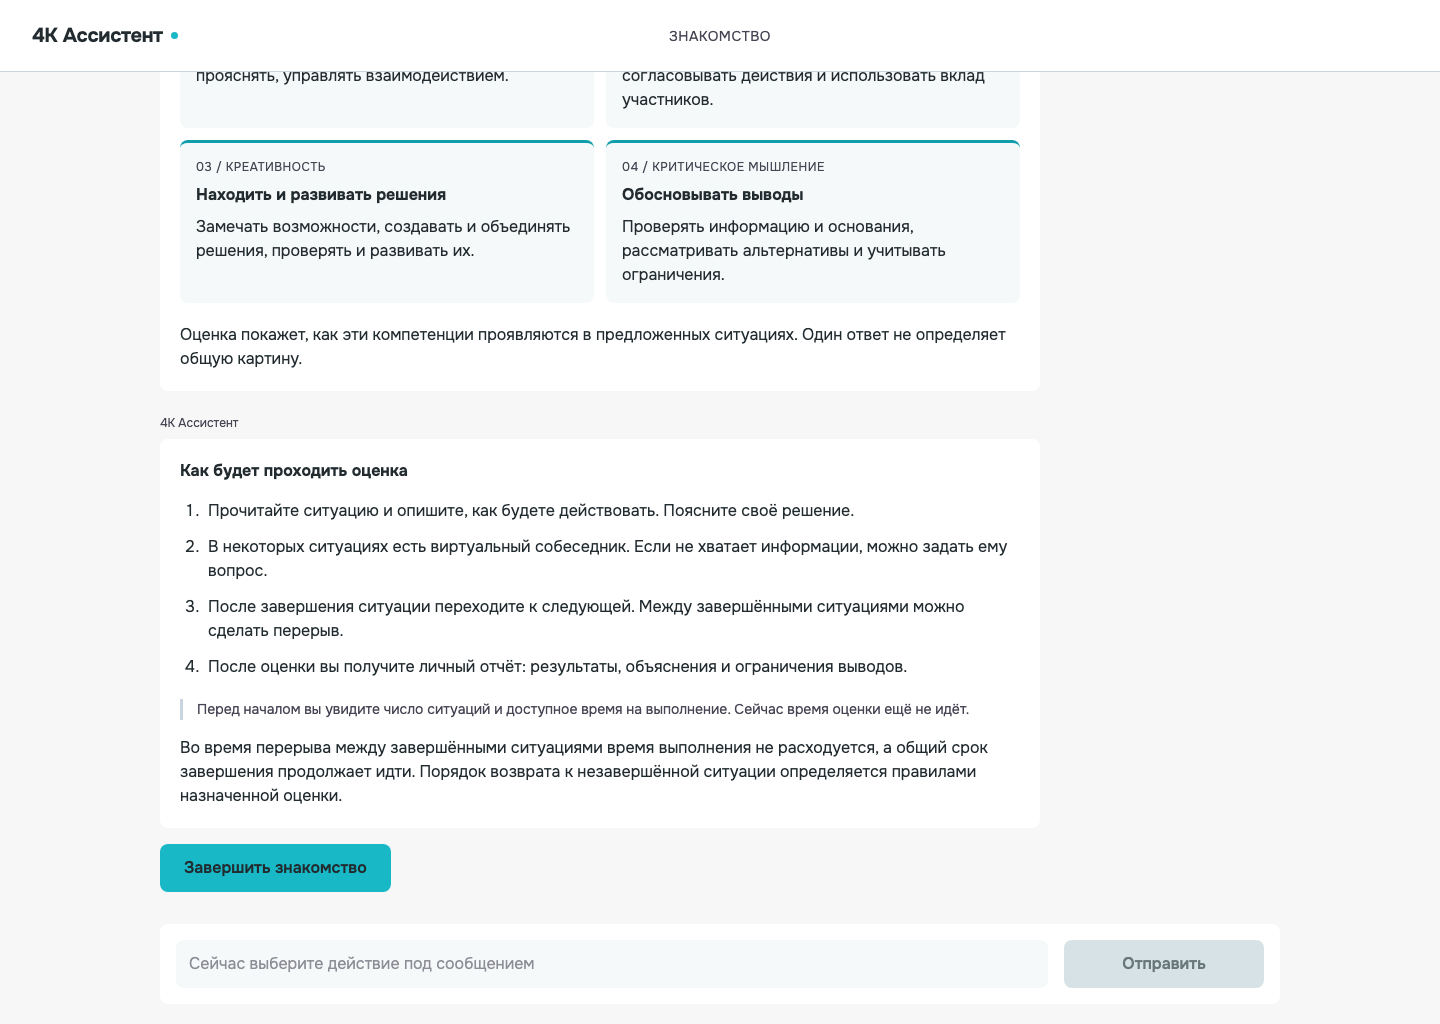 4K Ассистент
ЗНАКОМСТВО
прояснять, управлять взаимодействием.
согласовывать действия и использовать вклад
участников.
03 / КРЕАТИВНОСТЬ
Находить и развивать решения
Замечать возможности, создавать и объединять
решения, проверять и развивать их.
04 / КРИТИЧЕСКОЕ МЫШЛЕНИЕ
Обосновывать выводы
Проверять информацию и основания,
рассматривать альтернативы и учитывать
ограничения.
Оценка покажет, как эти компетенции проявляются в предложенных ситуациях. Один ответ не определяет
общую картину.
4K Ассистент
Как будет проходить оценка
1. Прочитайте ситуацию и опишите, как будете действовать. Поясните своё решение.
2. В некоторых ситуациях есть виртуальный собеседник. Если не хватает информации, можно задать ему
вопрос.
3. После завершения ситуации переходите к следующей. Между завершёнными ситуациями можно
сделать перерыв.
4. После оценки вы получите личный отчёт: результаты, объяснения и ограничения выводов.
Перед началом вы увидите число ситуаций и доступное время на выполнение. Сейчас время оценки ещё не идёт.
Во время перерыва между завершёнными ситуациями время выполнения не расходуется, а общий срок
завершения продолжает идти. Порядок возврата к незавершённой ситуации определяется правилами
назначенной оценки.
Завершить знакомство
Сейчас выберите действие под сообщением
Отправить